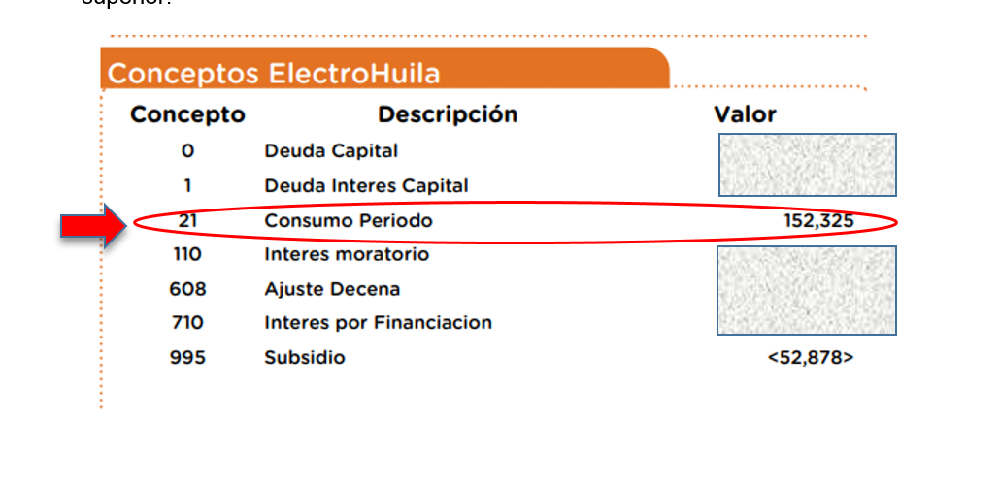 superior.
Conceptos ElectroHuila
Concepto Descripción Valor
0 Deuda Capital
1 Deuda Interes Capital
21 Consumo Periodo 152,325
110 Interes moratorio
608 Ajuste Decena
710 Interes por Financiacion
995 Subsidio <52,878>